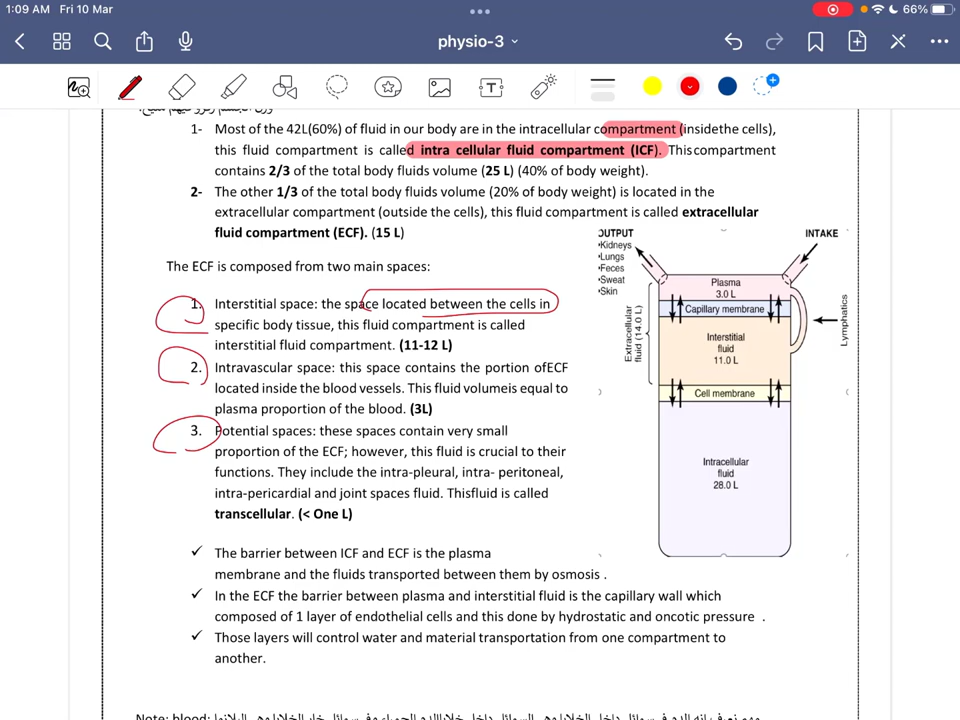 1:09 AM Fri 10 Mar
66%
physio-3
1- Most of the 42L(60%) of fluid in our body are in the intracellular compartment (insidethe cells),
this fluid compartment is called intra cellular fluid compartment (ICF). This compartment
contains 2/3 of the total body fluids volume (25 L) (40% of body weight).
2- The other 1/3 of the total body fluids volume (20% of body weight) is located in the
extracellular compartment (outside the cells), this fluid compartment is called extracellular
fluid compartment (ECF). (15 L)
The ECF is composed from two main spaces:
1. Interstitial space: the space located between the cells in
specific body tissue, this fluid compartment is called
interstitial fluid compartment. (11-12 L)
2. Intravascular space: this space contains the portion ofECF
located inside the blood vessels. This fluid volumeis equal to
plasma proportion of the blood. (3L)
3. Potential spaces: these spaces contain very small
proportion of the ECF; however, this fluid is crucial to their
functions. They include the intra-pleural, intra- peritoneal,
intra-pericardial and joint spaces fluid. Thisfluid is called
transcellular. (< One L)
OUTPUT
•Kidneys
•Lungs
•Feces
•Sweat
•Skin
INTAKE
Plasma
3.0 L
Capillary membrane
Interstitial
fluid
11.0 L
Cell membrane
Intracellular
fluid
28.0 L
Extracellular
fluid (14.0 L)
Lymphatics
✓ The barrier between ICF and ECF is the plasma
membrane and the fluids transported between them by osmosis .
✓ In the ECF the barrier between plasma and interstitial fluid is the capillary wall which
composed of 1 layer of endothelial cells and this done by hydrostatic and oncotic pressure .
✓ Those layers will control water and material transportation from one compartment to
another.
Note: blood: